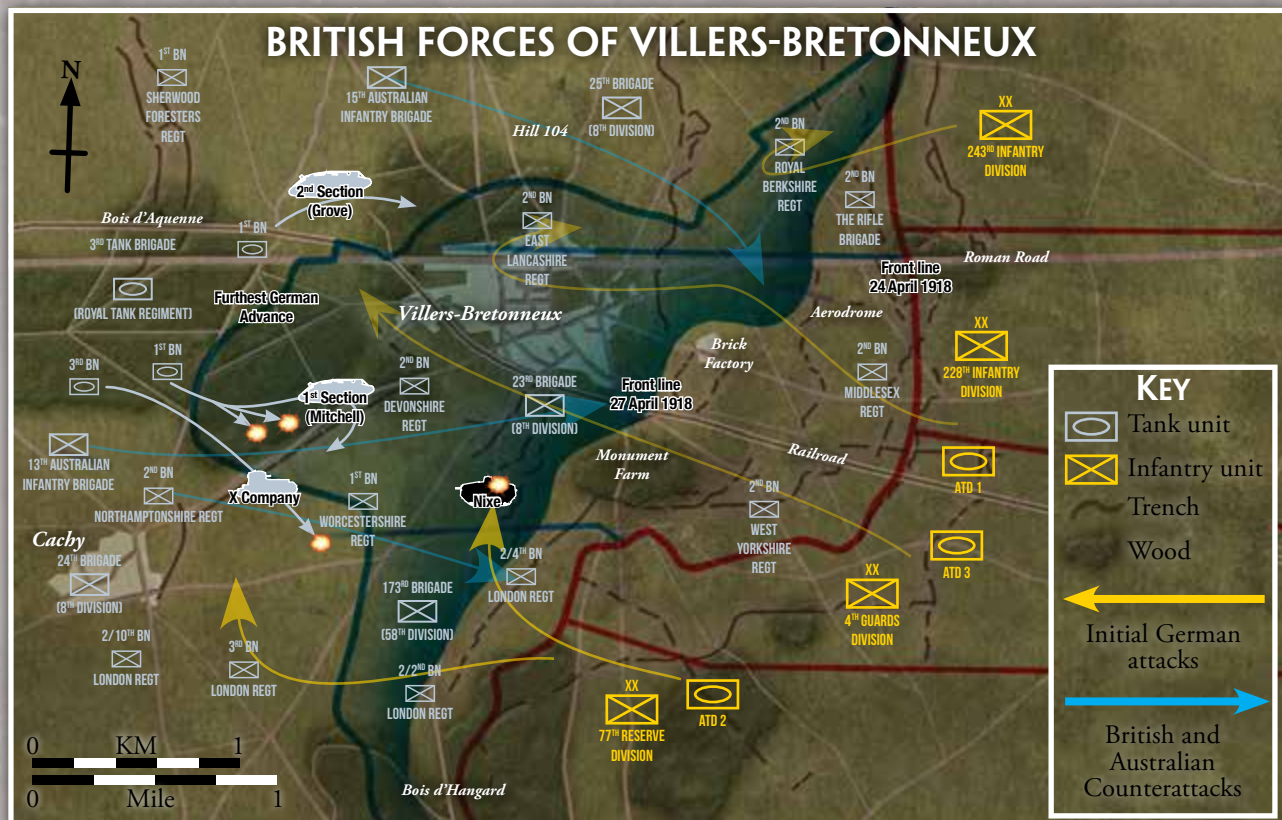 BRITISH FORCES OF VILLERS-BRETONNEUX
N
1ST BN
SHERWOOD
FORESTERS
REGT
15TH AUSTRALIAN
INFANTRY BRIGADE
Hill 104
25TH BRIGADE
(8TH DIVISION)
2ND BN
ROYAL
BERKSHIRE
REGT
XX
243RD INFANTRY
DIVISION
2nd Section
(Grove)
Bois d'Aquenne
3RD TANK BRIGADE
1ST BN
2ND BN
EAST
LANCASHIRE
REGT
2ND BN
THE RIFLE
BRIGADE
Roman Road
Front line
24 April 1918
(ROYAL TANK REGIMENT)
Furthest German
Advance
Villers-Bretonneux
Aerodrome
Brick
Factory
XX
228TH INFANTRY
DIVISION
3RD BN
1ST BN
1st Section
(Mitchell)
2ND BN
DEVONSHIRE
REGT
23RD BRIGADE
(8TH DIVISION)
Front line
27 April 1918
2ND BN
MIDDLESEX
REGT
13TH AUSTRALIAN
INFANTRY BRIGADE
2ND BN
NORTHAMPTONSHIRE REGT
X Company
1ST BN
WORCESTERSHIRE
REGT
Nixe
Monument
Farm
Railroad
2ND BN
WEST
YORKSHIRE
REGT
ATD 1
ATD 3
Cachy
24TH BRIGADE
(8TH DIVISION)
173RD BRIGADE
(58TH DIVISION)
2/4TH BN
LONDON REGT
XX
4TH GUARDS
DIVISION
2/10TH BN
LONDON REGT
3RD BN
LONDON REGT
2/2ND BN
LONDON REGT
XX
77TH RESERVE
DIVISION
ATD 2
Bois d'Hangard
0 KM 1
0 Mile 1
KEY
Tank unit
Infantry unit
Trench
Wood
Initial German
attacks
British and
Australian
Counterattacks